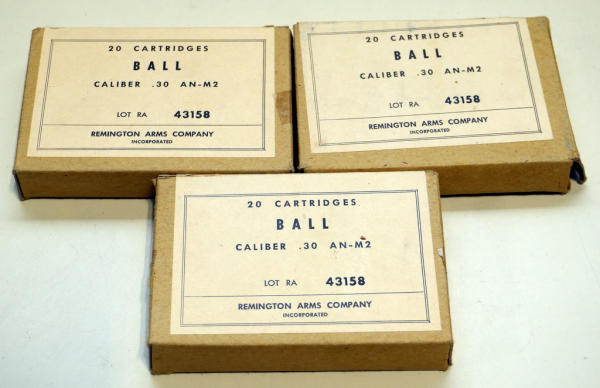 20 CARTRIDGES
BALL
CALIBER .30 AN-M2
LOT RA 43158
REMINGTON ARMS COMPANY
INCORPORATED
20 CARTRIDGES
BALL
CALIBER .30 AN-M2
LOT RA 43158
REMINGTON ARMS COMPANY
INCORPORATED
20 CARTRIDGES
BALL
CALIBER .30 AN-M2
LOT RA 43158
REMINGTON ARMS COMPANY
INCORPORATED